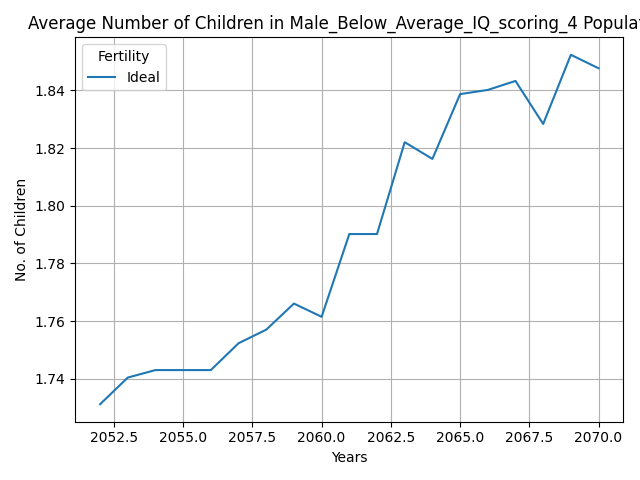 Average Number of Children in Male_Below_Average_IQ_scoring_4 Populat
Fertility
Ideal
No. of Children
1.84
1.82
1.80
1.78
1.76
1.74
2052.5 2055.0 2057.5 2060.0 2062.5 2065.0 2067.5 2070.0
Years